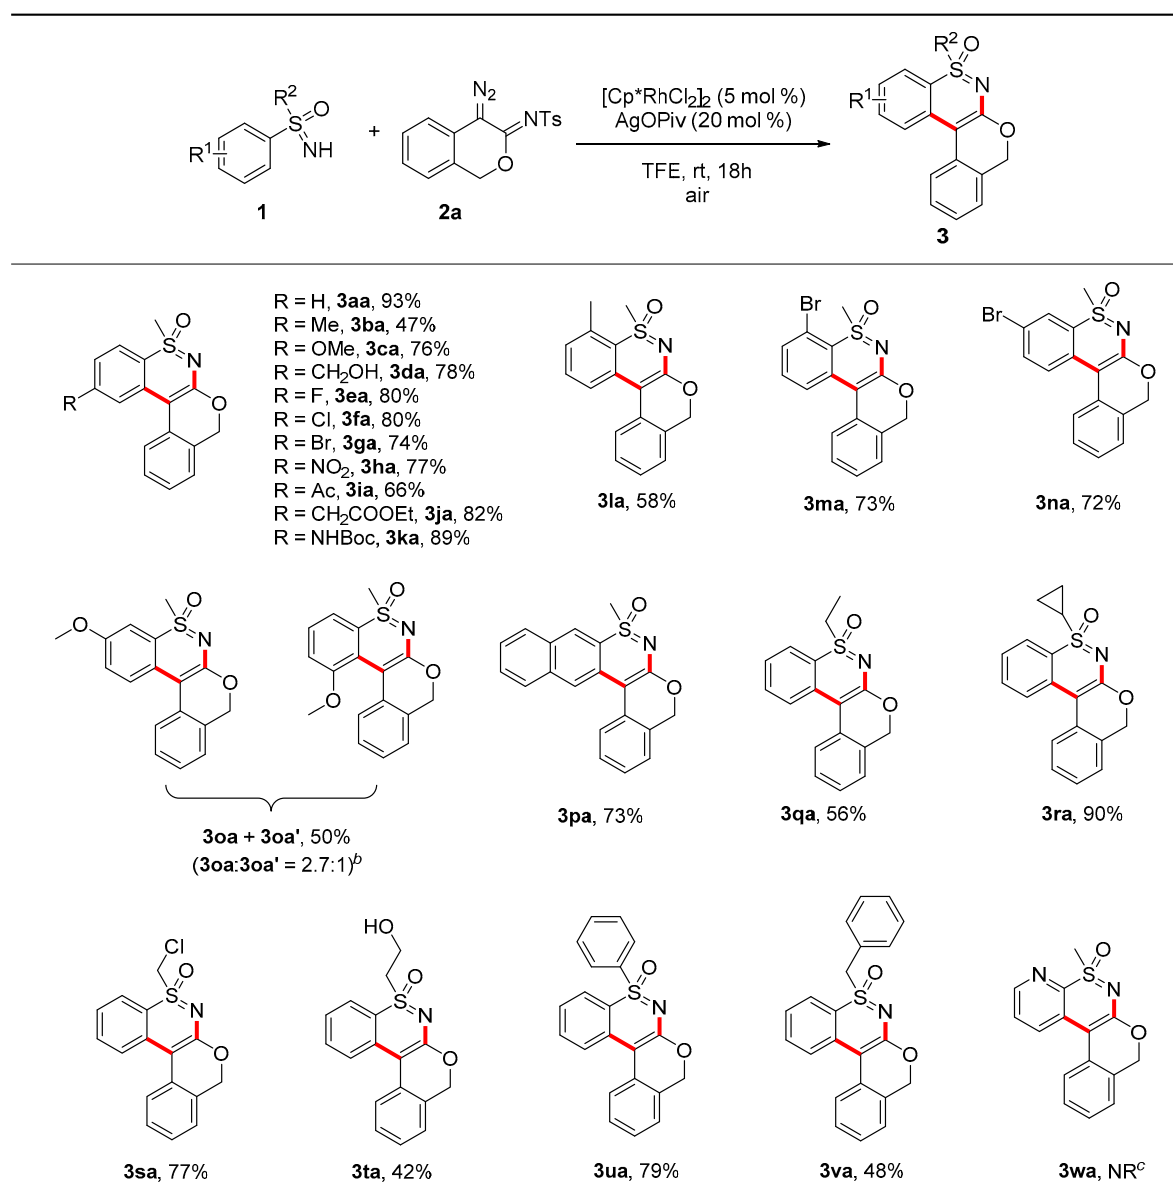 R² O
S
NH
R¹
1
+
N₂
NTs
O
2a
[Cp*RhCl₂]₂ (5 mol %)
AgOPiv (20 mol %)
TFE, rt, 18h
air
R² O
S
N
R¹
O
3
O
S
N
R
O
R = H, 3aa, 93%
R = Me, 3ba, 47%
R = OMe, 3ca, 76%
R = CH₂OH, 3da, 78%
R = F, 3ea, 80%
R = Cl, 3fa, 80%
R = Br, 3ga, 74%
R = NO₂, 3ha, 77%
R = Ac, 3ia, 66%
R = CH₂COOEt, 3ja, 82%
R = NHBoc, 3ka, 89%
O
S
N
O
3la, 58%
Br O
S
N
O
3ma, 73%
O
Br S
N
O
3na, 72%
O
O S
N
O
O
S
N
O
O
3oa + 3oa', 50%
(3oa:3oa' = 2.7:1)ᵇ
O
S
N
O
3pa, 73%
O
S
N
O
3qa, 56%
O
S
N
O
3ra, 90%
Cl
O
S
N
O
3sa, 77%
HO
O
S
N
O
3ta, 42%
O
S
N
O
3ua, 79%
O
S
N
O
3va, 48%
O
N S
N
O
3wa, NRᶜ